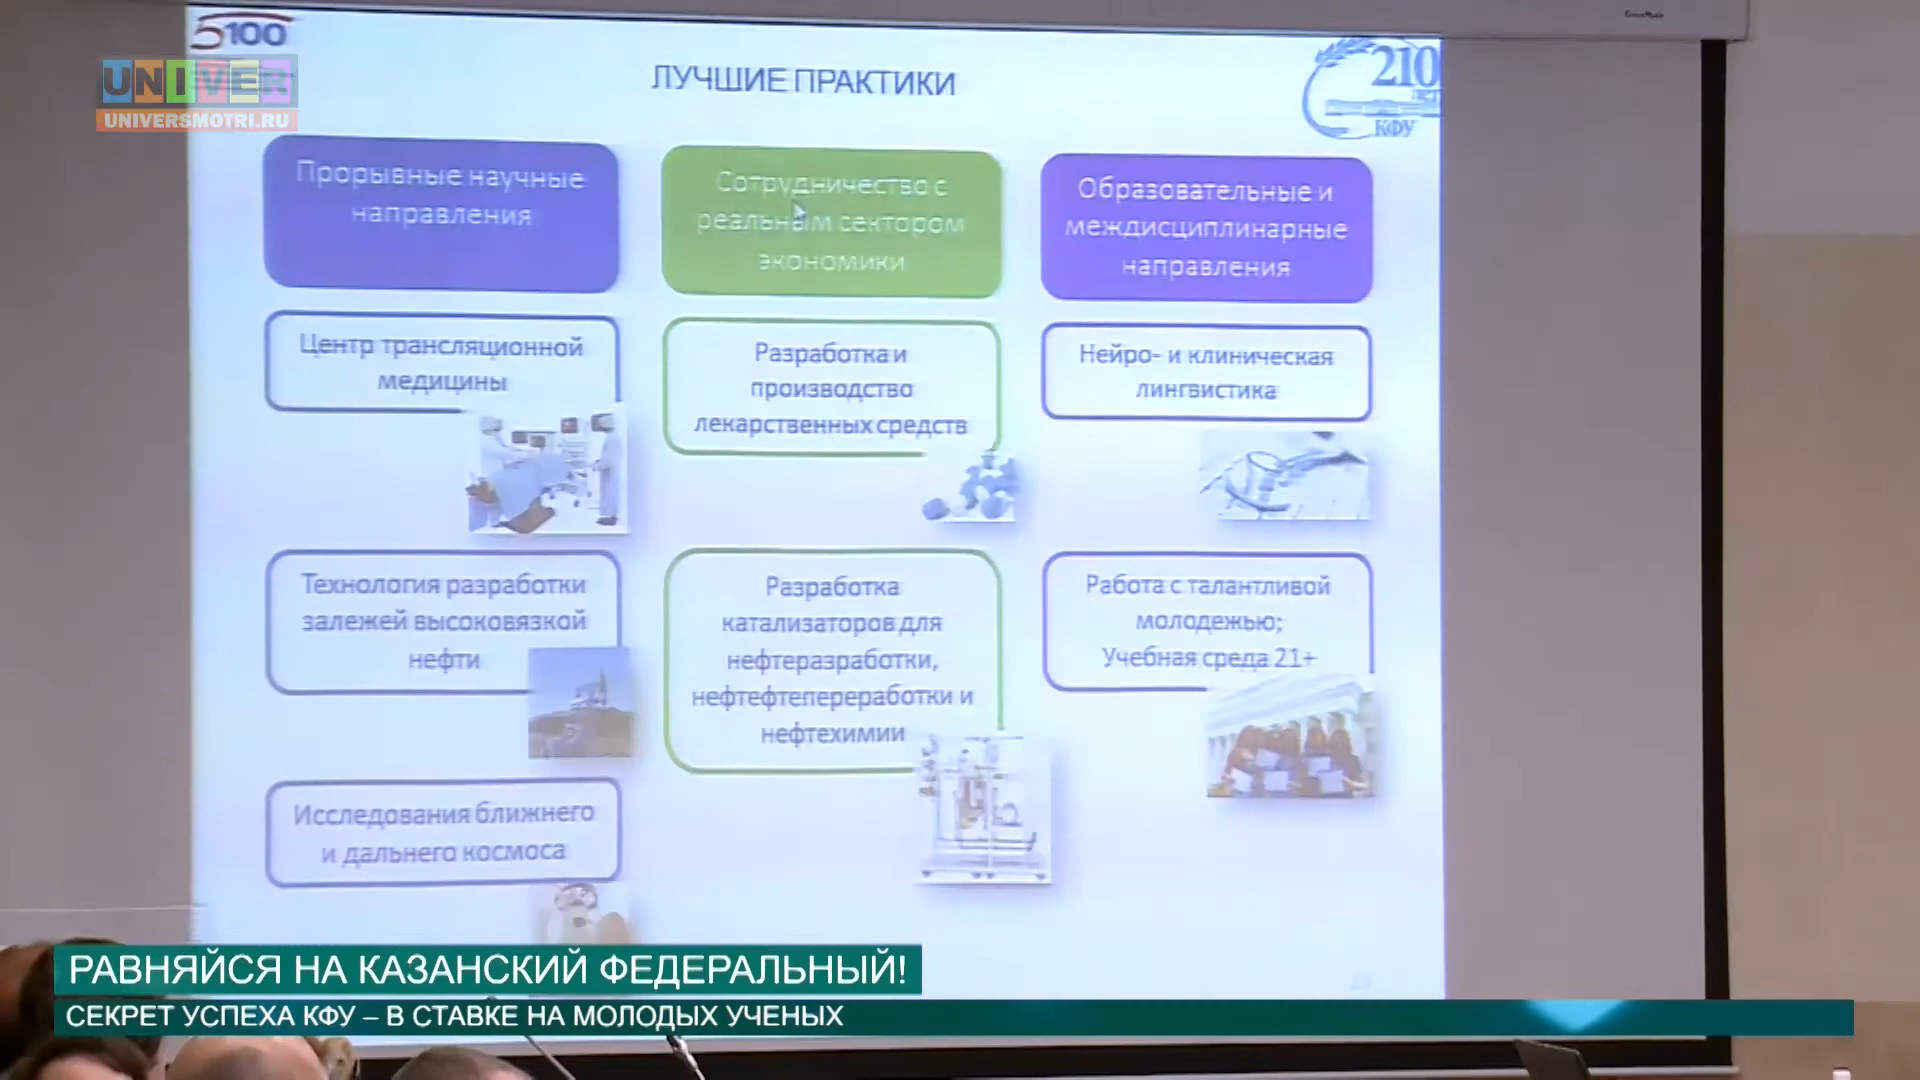 5100
UNIVER
UNIVERSMOTRI.RU
ЛУЧШИЕ ПРАКТИКИ
210
лет
КФУ
Прорывные научные
направления
Сотрудничество с
реальным сектором
экономики
Образовательные и
междисциплинарные
направления
Центр трансляционной
медицины
Разработка и
производство
лекарственных средств
Нейро- и клиническая
лингвистика
Технология разработки
залежей высоковязкой
нефти
Разработка
катализаторов для
нефтеразработки,
нефтефтепереработки и
нефтехимии
Работа с талантливой
молодежью;
Учебная среда 21+
Исследования ближнего
и дальнего космоса
РАВНЯЙСЯ НА КАЗАНСКИЙ ФЕДЕРАЛЬНЫЙ!
СЕКРЕТ УСПЕХА КФУ – В СТАВКЕ НА МОЛОДЫХ УЧЕНЫХ